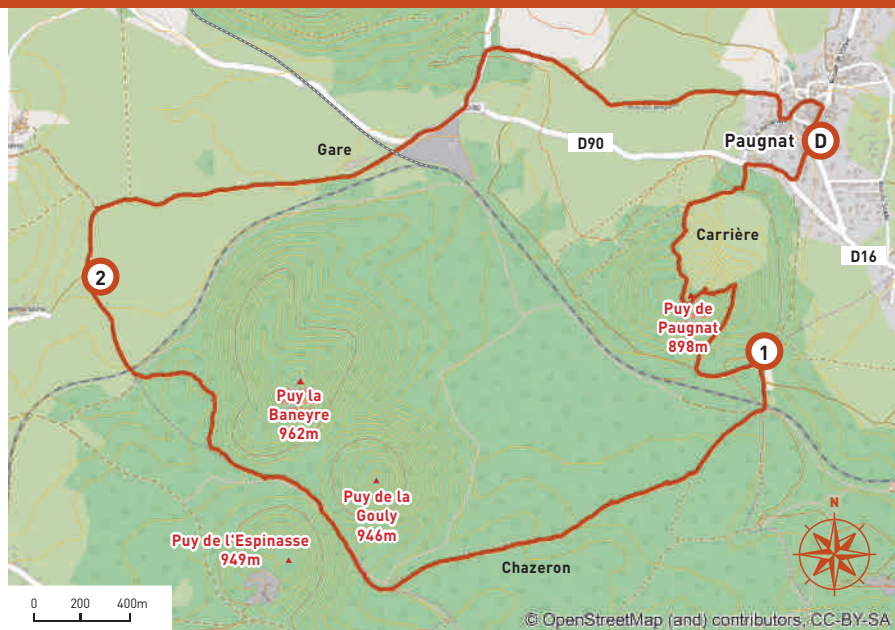 Gare
D90
Paugnat
D
Carrière
D16
2
Puy de
Paugnat
898m
1
Puy la
Baneyre
962m
Puy de la
Gouly
946m
Puy de l'Espinasse
949m
Chazeron
N
0 200 400m
© OpenStreetMap (and) contributors, CC-BY-SA